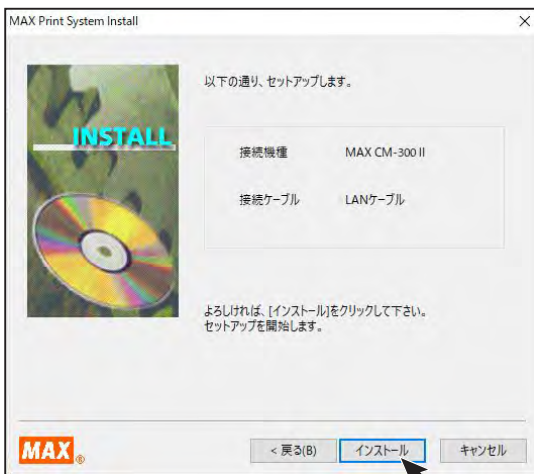 MAX Print System Install
INSTALL
以下の通り、セットアップします。
接続機種 MAX CM-300 II
接続ケーブル LANケーブル
よろしければ、[インストール]をクリックして下さい。
セットアップを開始します。
MAX®
< 戻る(B) インストール キャンセル